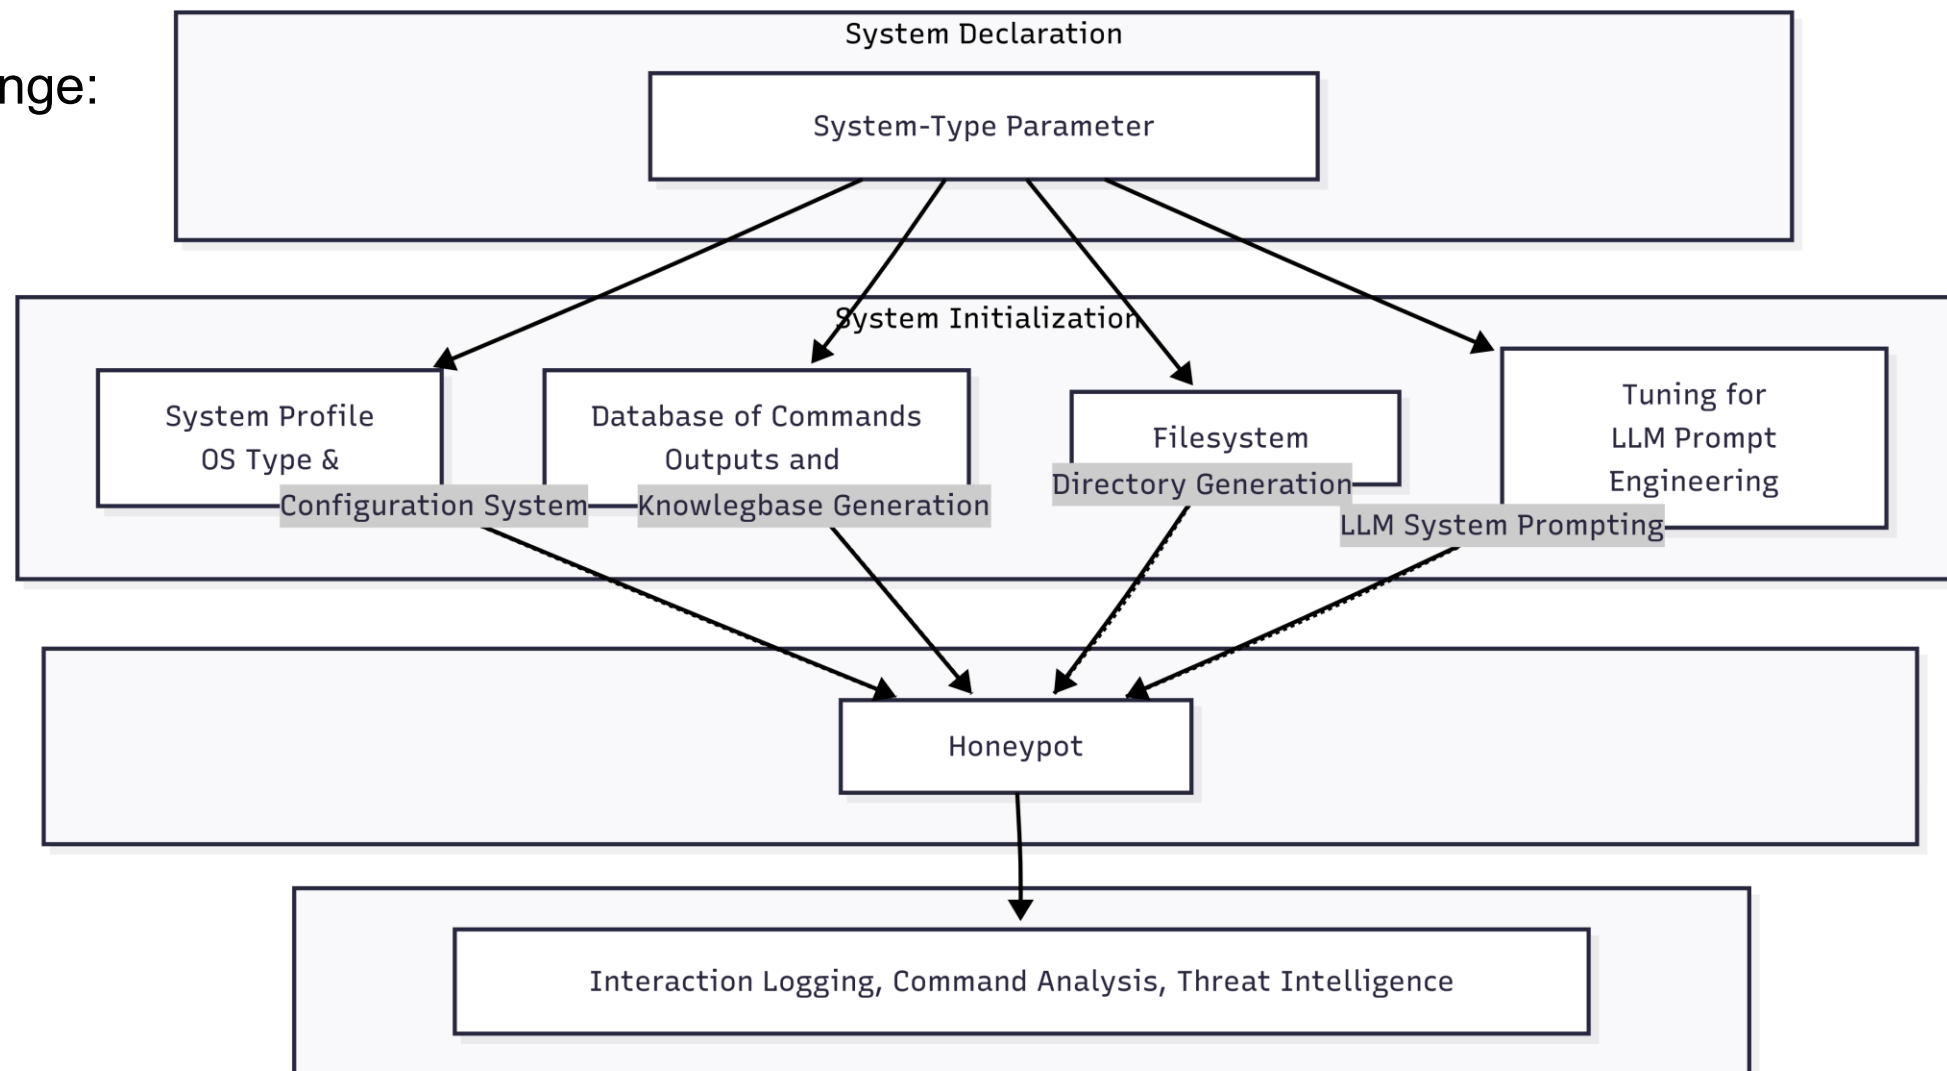 System Declaration
nge:
System-Type Parameter
System Initialization
System Profile
OS Type &
Database of Commands
Outputs and
Filesystem
Tuning for
LLM Prompt
Engineering
Configuration System
Knowlegbase Generation
Directory Generation
LLM System Prompting
Honeypot
Interaction Logging, Command Analysis, Threat Intelligence